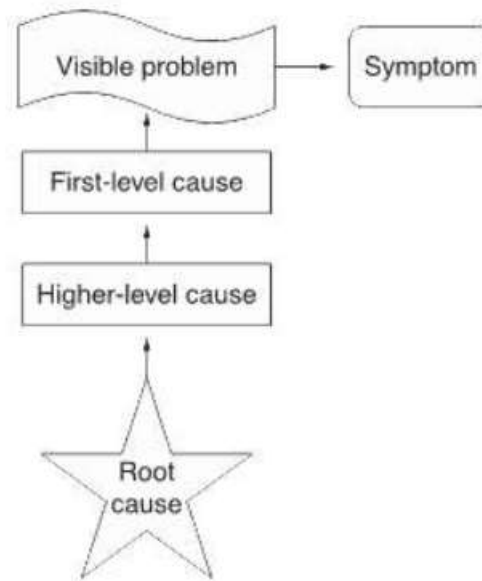 Visible problem
Symptom
First-level cause
Higher-level cause
Root
cause